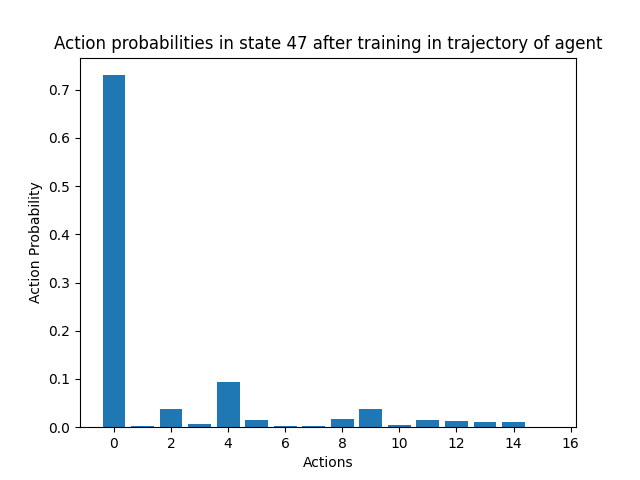 Action probabilities in state 47 after training in trajectory of agent
0.7
0.6
0.5
0.4
0.3
0.2
0.1
0.0
Action Probability
0 2 4 6 8 10 12 14 16
Actions